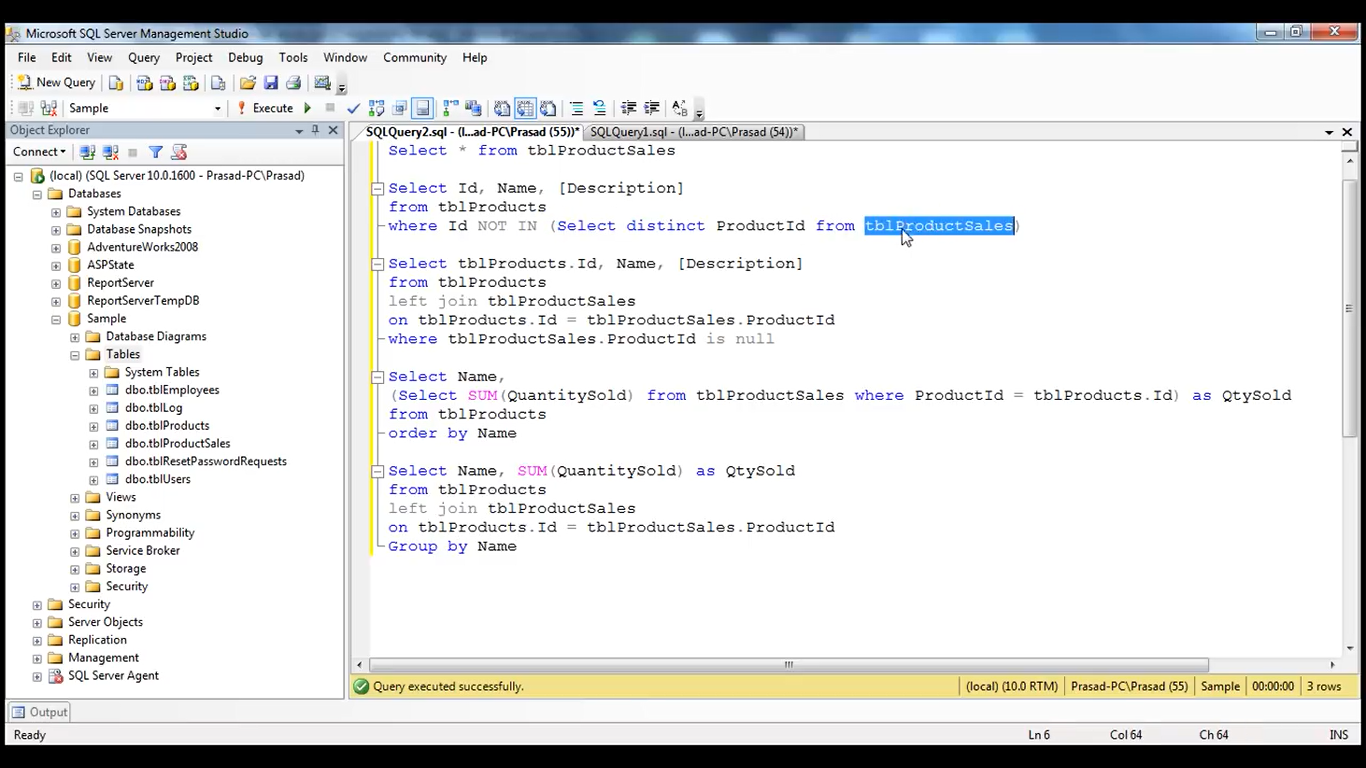 Microsoft SQL Server Management Studio
File Edit View Query Project Debug Tools Window Community Help
New Query
Sample Execute
Object Explorer
SQLQuery2.sql - (l...ad-PC\Prasad (55))* SQLQuery1.sql - (l...ad-PC\Prasad (54))*
Connect
(local) (SQL Server 10.0.1600 - Prasad-PC\Prasad)
Databases
System Databases
Database Snapshots
AdventureWorks2008
ASPState
ReportServer
ReportServerTempDB
Sample
Database Diagrams
Tables
System Tables
dbo.tblEmployees
dbo.tblLog
dbo.tblProducts
dbo.tblProductSales
dbo.tblResetPasswordRequests
dbo.tblUsers
Views
Synonyms
Programmability
Service Broker
Storage
Security
Security
Server Objects
Replication
Management
SQL Server Agent
Select * from tblProductSales
Select Id, Name, [Description]
from tblProducts
where Id NOT IN (Select distinct ProductId from tblProductSales)
Select tblProducts.Id, Name, [Description]
from tblProducts
left join tblProductSales
on tblProducts.Id = tblProductSales.ProductId
where tblProductSales.ProductId is null
Select Name,
(Select SUM(QuantitySold) from tblProductSales where ProductId = tblProducts.Id) as QtySold
from tblProducts
order by Name
Select Name, SUM(QuantitySold) as QtySold
from tblProducts
left join tblProductSales
on tblProducts.Id = tblProductSales.ProductId
Group by Name
Query executed successfully. (local) (10.0 RTM) Prasad-PC\Prasad (55) Sample 00:00:00 3 rows
Output
Ready Ln 6 Col 64 Ch 64 INS